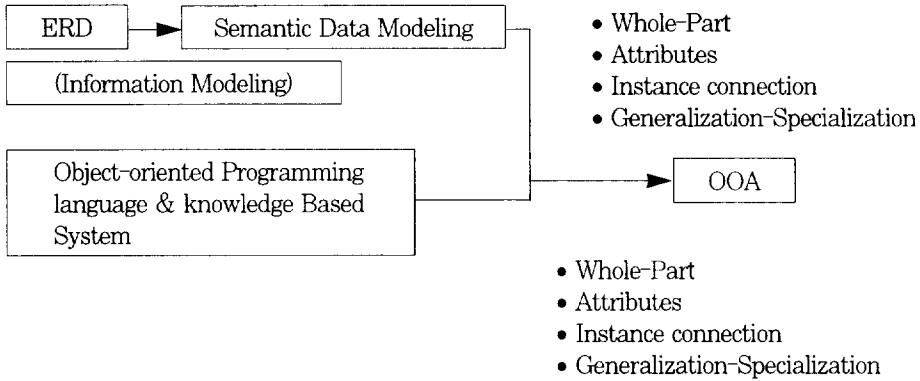 ERD
Semantic Data Modeling
(Information Modeling)
• Whole-Part
• Attributes
• Instance connection
• Generalization-Specialization
Object-oriented Programming
language & knowledge Based
System
OOA
• Whole-Part
• Attributes
• Instance connection
• Generalization-Specialization